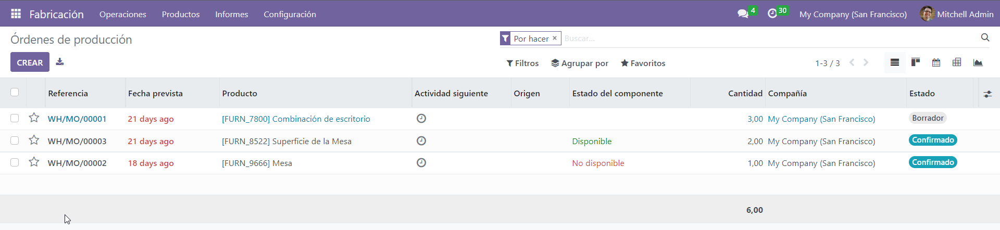 Fabricación Operaciones Productos Informes Configuración 4 30 My Company (San Francisco) Mitchell Admin
Órdenes de producción Por hacer × Buscar...
CREAR Filtros Agrupar por Favoritos 1-3 / 3
Referencia Fecha prevista Producto Actividad siguiente Origen Estado del componente Cantidad Compañía Estado
WH/MO/00001 21 days ago [FURN_7800] Combinación de escritorio 3,00 My Company (San Francisco) Borrador
WH/MO/00003 21 days ago [FURN_8522] Superficie de la Mesa Disponible 2,00 My Company (San Francisco) Confirmado
WH/MO/00002 18 days ago [FURN_9666] Mesa No disponible 1,00 My Company (San Francisco) Confirmado
6,00